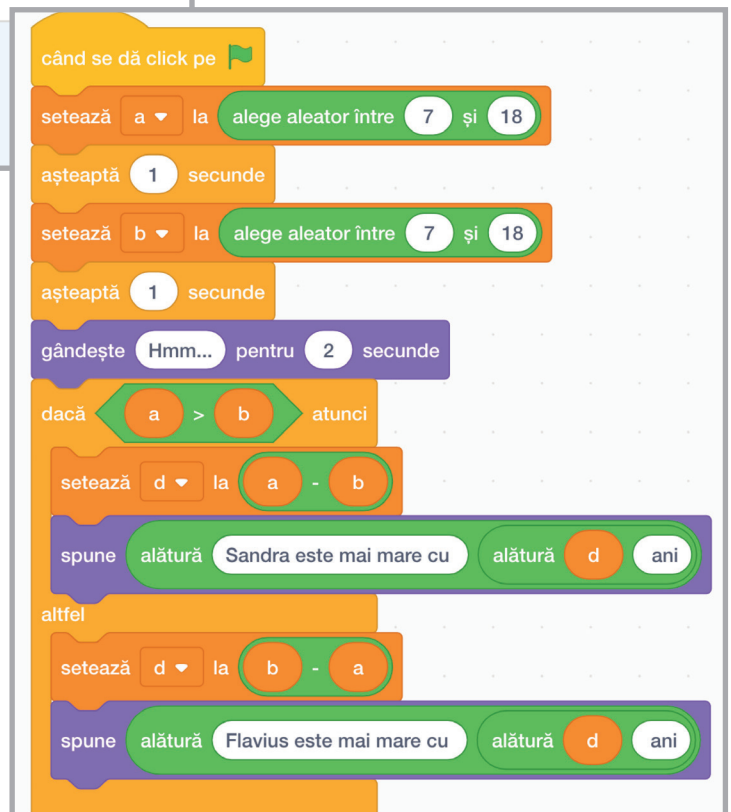 când se dă click pe
setează a la alege aleator între 7 și 18
așteaptă 1 secunde
setează b la alege aleator între 7 și 18
așteaptă 1 secunde
gândește Hmm... pentru 2 secunde
dacă a > b atunci
setează d la a - b
spune alătură Sandra este mai mare cu alătură d ani
altfel
setează d la b - a
spune alătură Flavius este mai mare cu alătură d ani